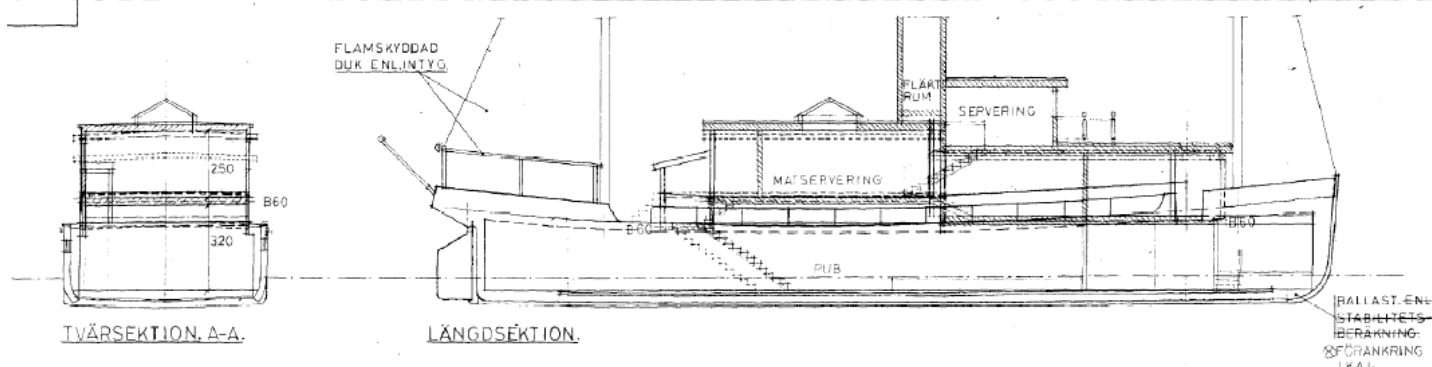 FLAMSKYDDAD
DUK ENL.INTYG.
FLÄKT
RUM
SERVERING
MATSERVERING
250
B60
320
B60
B60
PUB
TVÄRSEKTION. A-A.
LÄNGDSEKTION.
BALLAST. ENL
STABILITETS-
BERÄKNING.
FÖRANKRING
I KAJ.